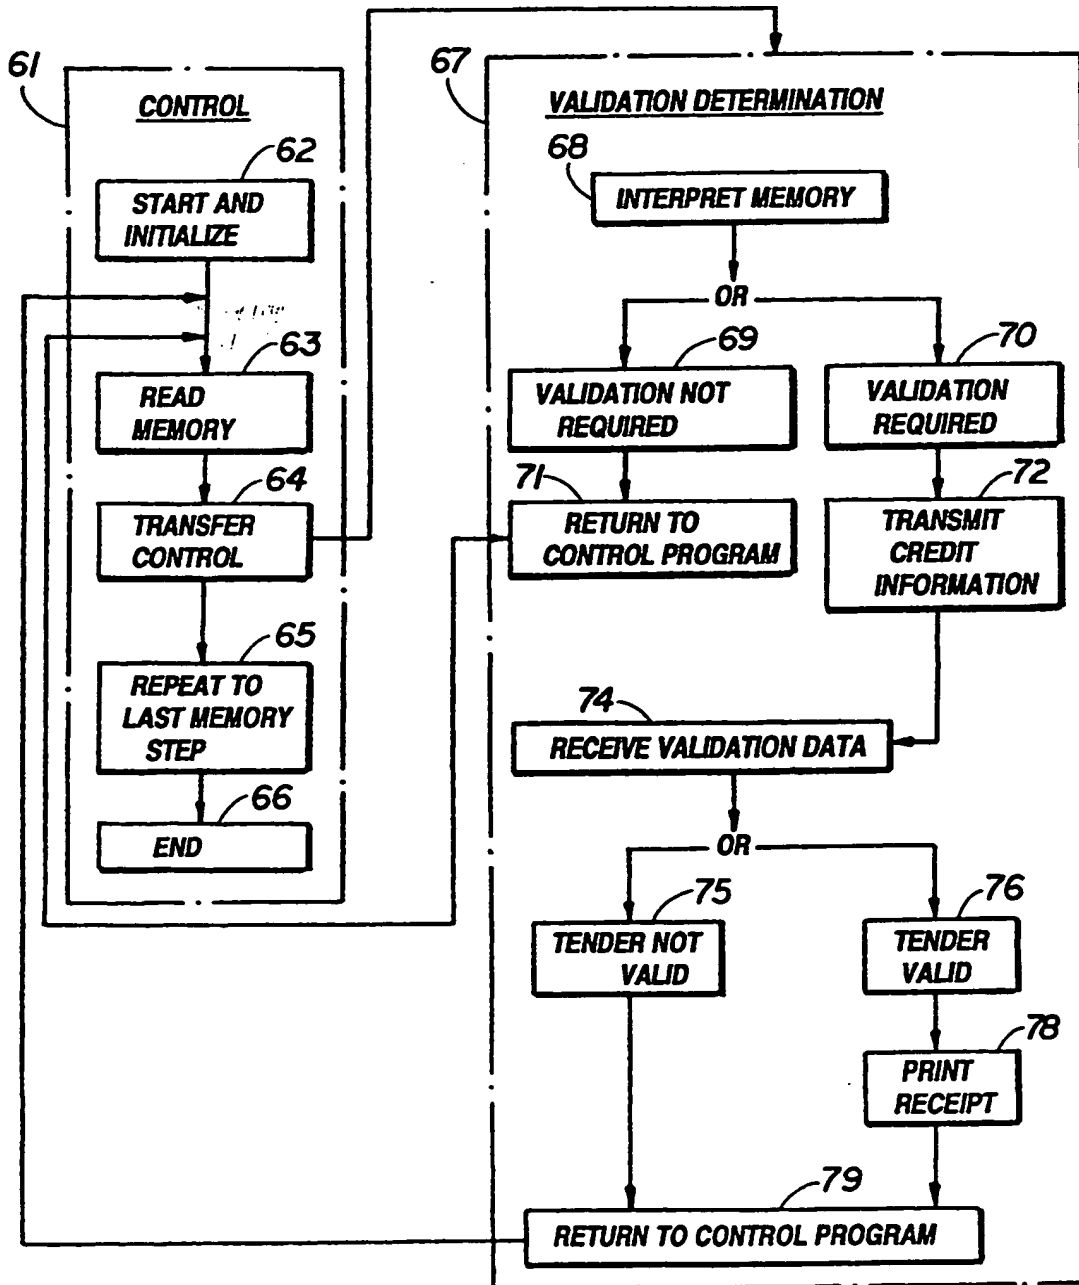 61
CONTROL
62
START AND
INITIALIZE
63
READ
MEMORY
64
TRANSFER
CONTROL
65
REPEAT TO
LAST MEMORY
STEP
66
END
67
VALIDATION DETERMINATION
68
INTERPRET MEMORY
OR
69
VALIDATION NOT
REQUIRED
70
VALIDATION
REQUIRED
71
RETURN TO
CONTROL PROGRAM
72
TRANSMIT
CREDIT
INFORMATION
74
RECEIVE VALIDATION DATA
OR
75
TENDER NOT
VALID
76
TENDER
VALID
78
PRINT
RECEIPT
79
RETURN TO CONTROL PROGRAM